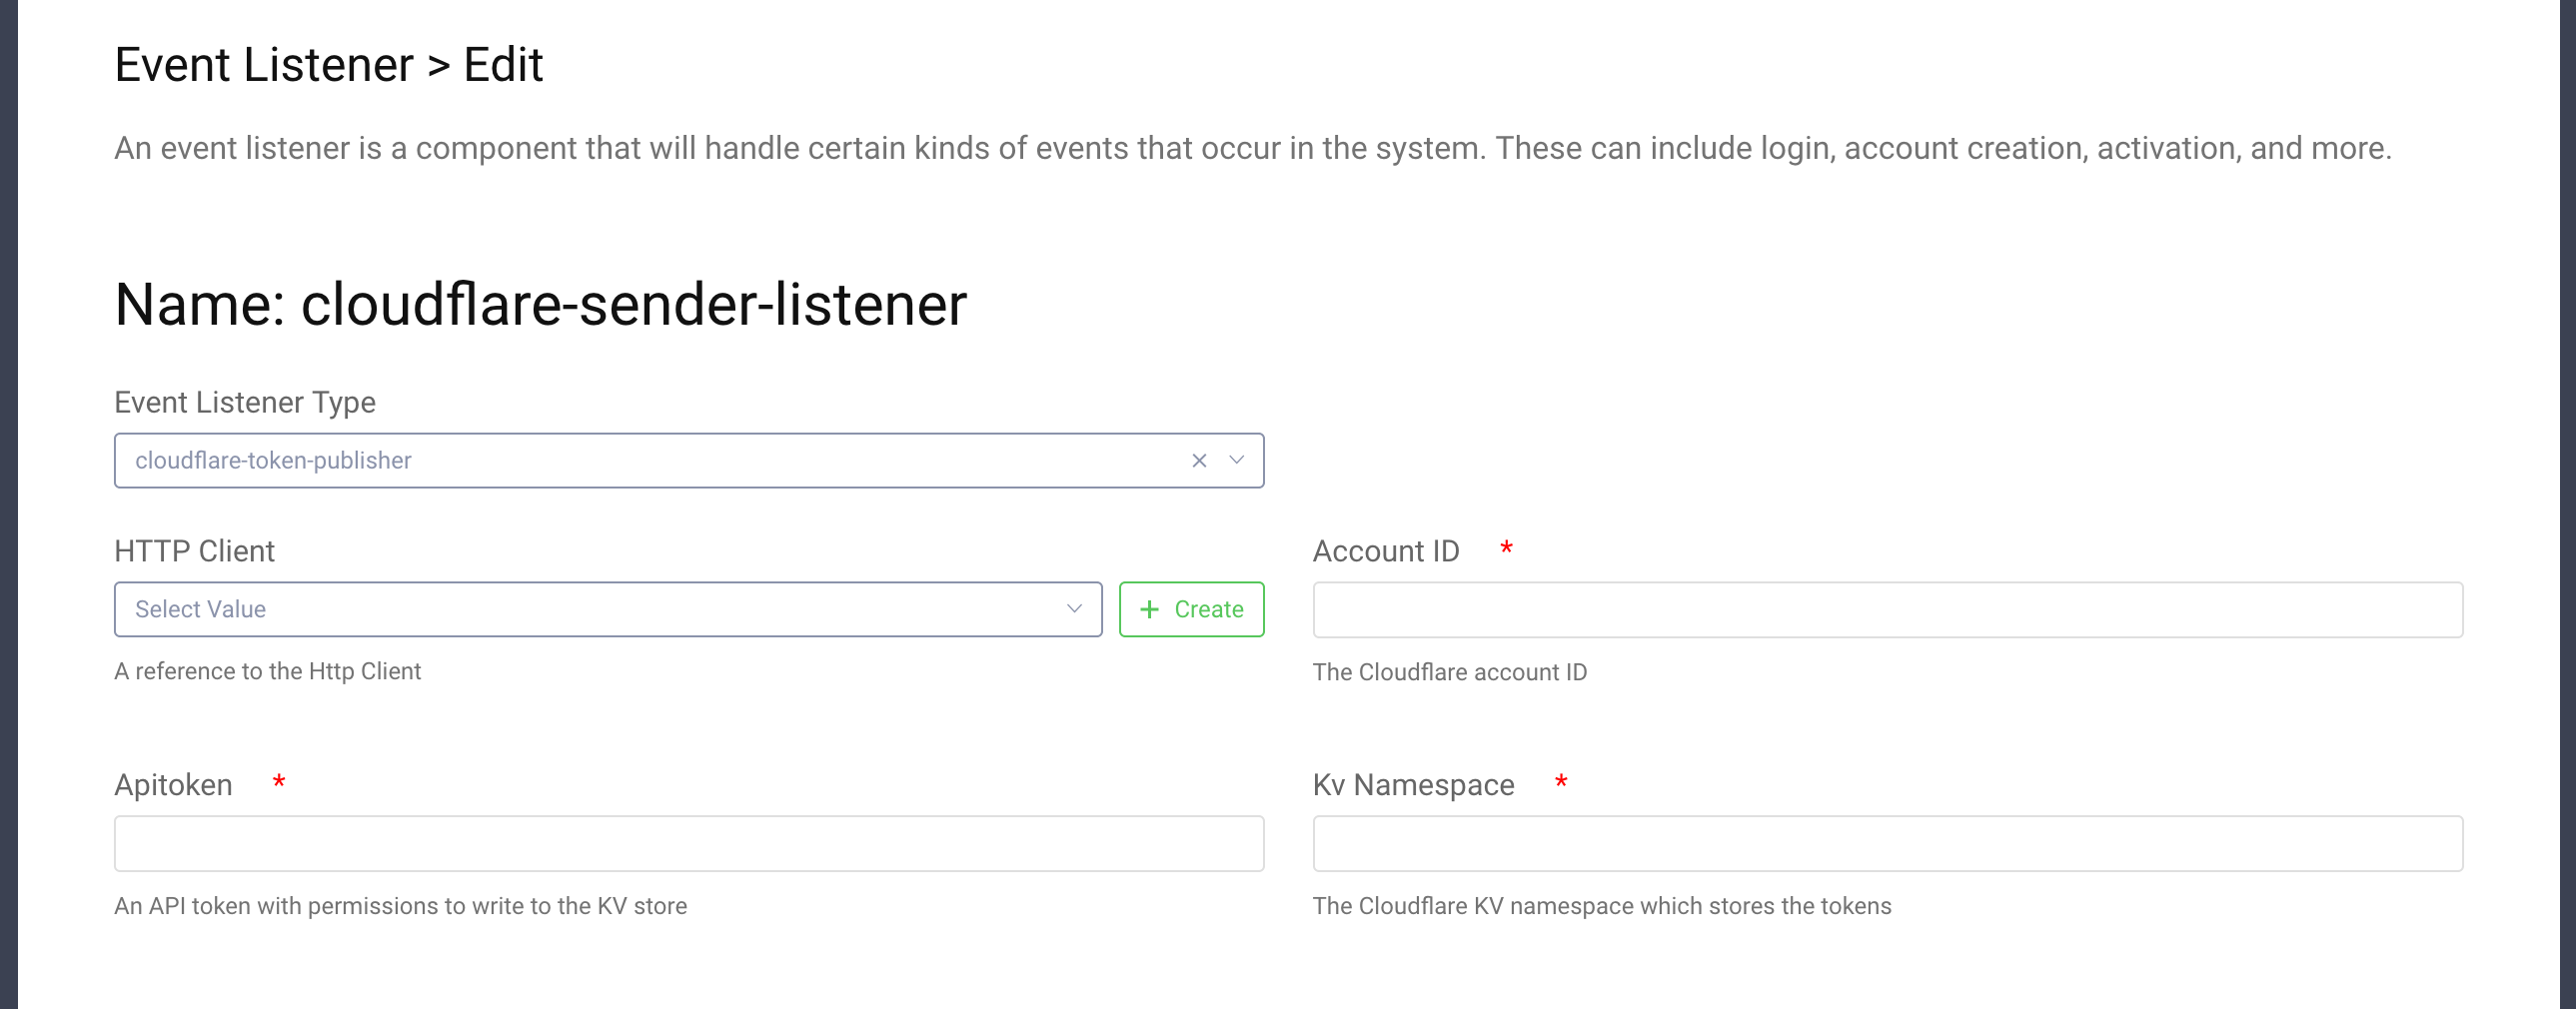 Event Listener > Edit
An event listener is a component that will handle certain kinds of events that occur in the system. These can include login, account creation, activation, and more.
Name: cloudflare-sender-listener
Event Listener Type
cloudflare-token-publisher
HTTP Client
Select Value
+ Create
A reference to the Http Client
Account ID *
The Cloudflare account ID
Apitoken *
An API token with permissions to write to the KV store
Kv Namespace *
The Cloudflare KV namespace which stores the tokens